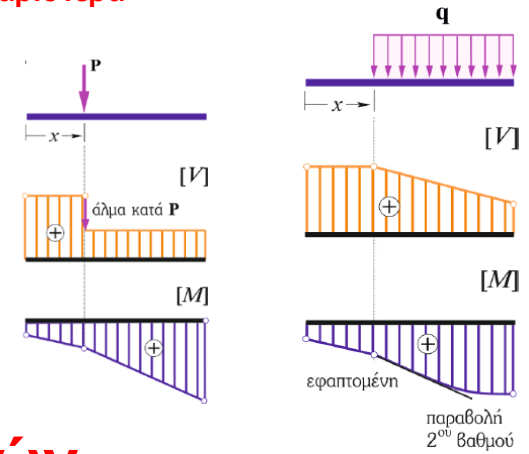 P
x
[V]
άλμα κατά P
+
[M]
+
q
x
[V]
+
[M]
+
εφαπτομένη
παραβολή
2ου βαθμού